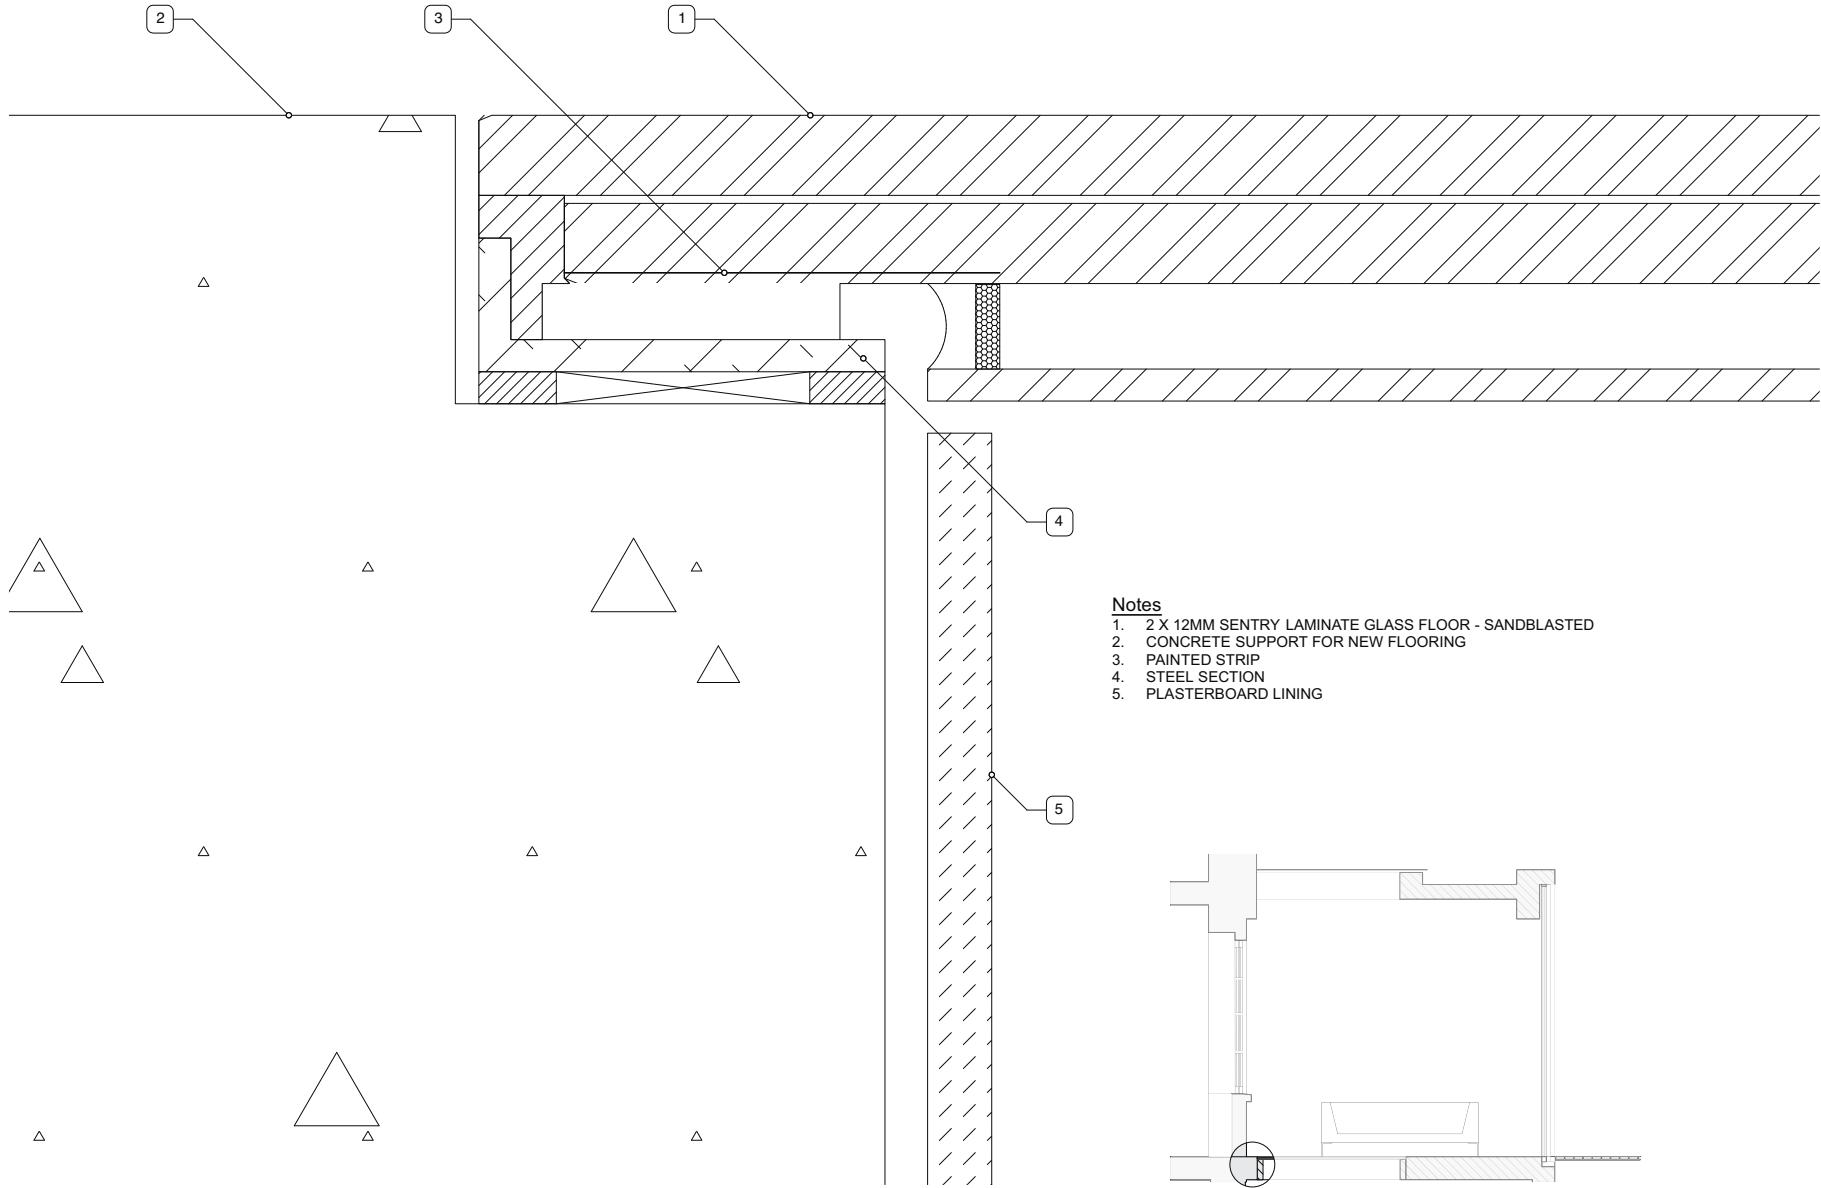 2
3
1
4
Notes
1. 2 X 12MM SENTRY LAMINATE GLASS FLOOR - SANDBLASTED
2. CONCRETE SUPPORT FOR NEW FLOORING
3. PAINTED STRIP
4. STEEL SECTION
5. PLASTERBOARD LINING
5